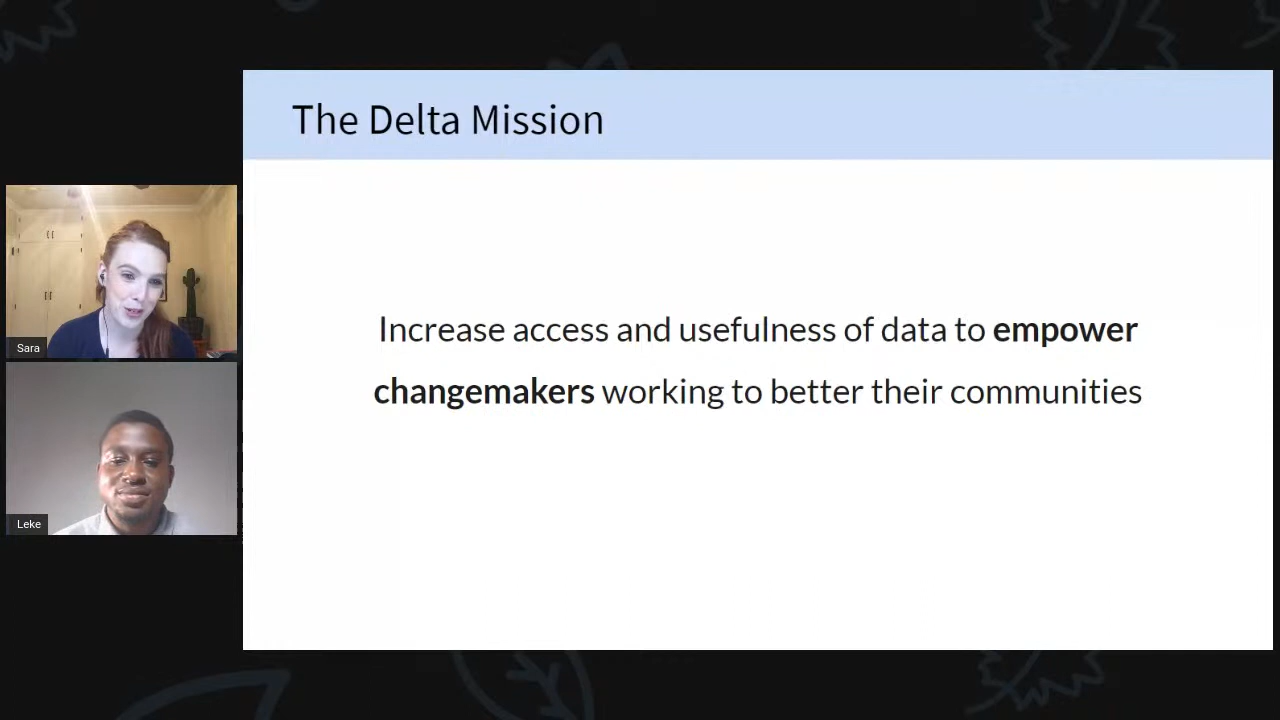 The Delta Mission
Increase access and usefulness of data to empower
changemakers working to better their communities
Sara
Leke